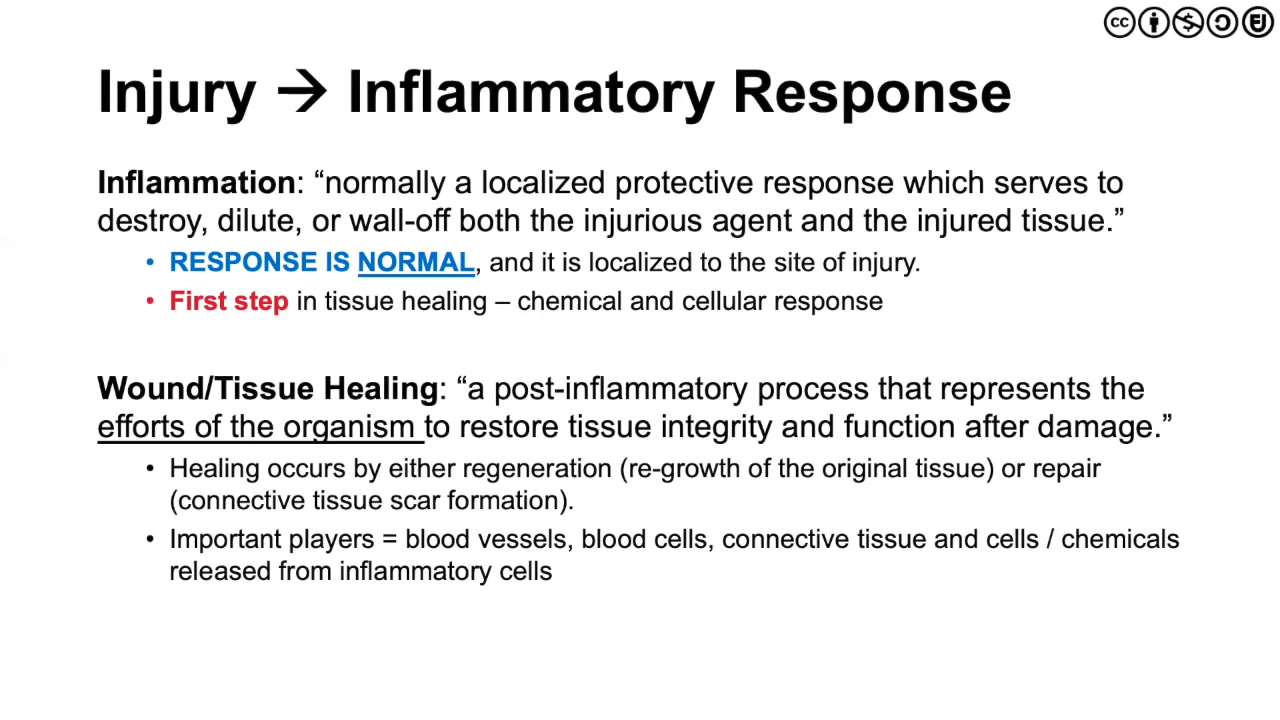 Injury → Inflammatory Response
Inflammation: “normally a localized protective response which serves to
destroy, dilute, or wall-off both the injurious agent and the injured tissue.”
• RESPONSE IS NORMAL, and it is localized to the site of injury.
• First step in tissue healing – chemical and cellular response
Wound/Tissue Healing: “a post-inflammatory process that represents the
efforts of the organism to restore tissue integrity and function after damage.”
• Healing occurs by either regeneration (re-growth of the original tissue) or repair
(connective tissue scar formation).
• Important players = blood vessels, blood cells, connective tissue and cells / chemicals
released from inflammatory cells